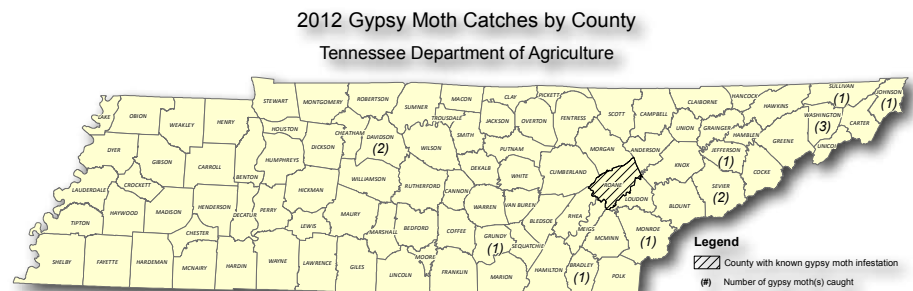 2012 Gypsy Moth Catches by County
Tennessee Department of Agriculture
LAKE
OBION
WEAKLEY
HENRY
STEWART
MONTGOMERY
ROBERTSON
SUMNER
MACON
CLAY
PICKETT
FENTRESS
SCOTT
CAMPBELL
CLAIBORNE
HANCOCK
HAWKINS
SULLIVAN
(1)
JOHNSON
(1)
DYER
GIBSON
CARROLL
BENTON
HOUSTON
HUMPHREYS
DICKSON
CHEATHAM
DAVIDSON
(2)
WILSON
TROUSDALE
SMITH
JACKSON
OVERTON
PUTNAM
MORGAN
ANDERSON
UNION
GRAINGER
HAMBLEN
GREENE
WASHINGTON
(3)
UNICOI
CARTER
LAUDERDALE
CROCKETT
HAYWOOD
MADISON
HENDERSON
DECATUR
PERRY
HICKMAN
WILLIAMSON
RUTHERFORD
CANNON
DEKALB
WHITE
CUMBERLAND
ROANE
LOUDON
KNOX
JEFFERSON
(1)
SEVIER
(2)
COCKE
BLOUNT
TIPTON
CHESTER
LEWIS
MAURY
MARSHALL
BEDFORD
COFFEE
WARREN
VAN BUREN
BLEDSOE
RHEA
MEIGS
MCMINN
MONROE
(1)
SHELBY
FAYETTE
HARDEMAN
MCNAIRY
HARDIN
WAYNE
LAWRENCE
GILES
LINCOLN
MOORE
FRANKLIN
GRUNDY
(1)
SEQUATCHIE
MARION
HAMILTON
BRADLEY
(1)
POLK
Legend
County with known gypsy moth infestation
(#) Number of gypsy moth(s) caught